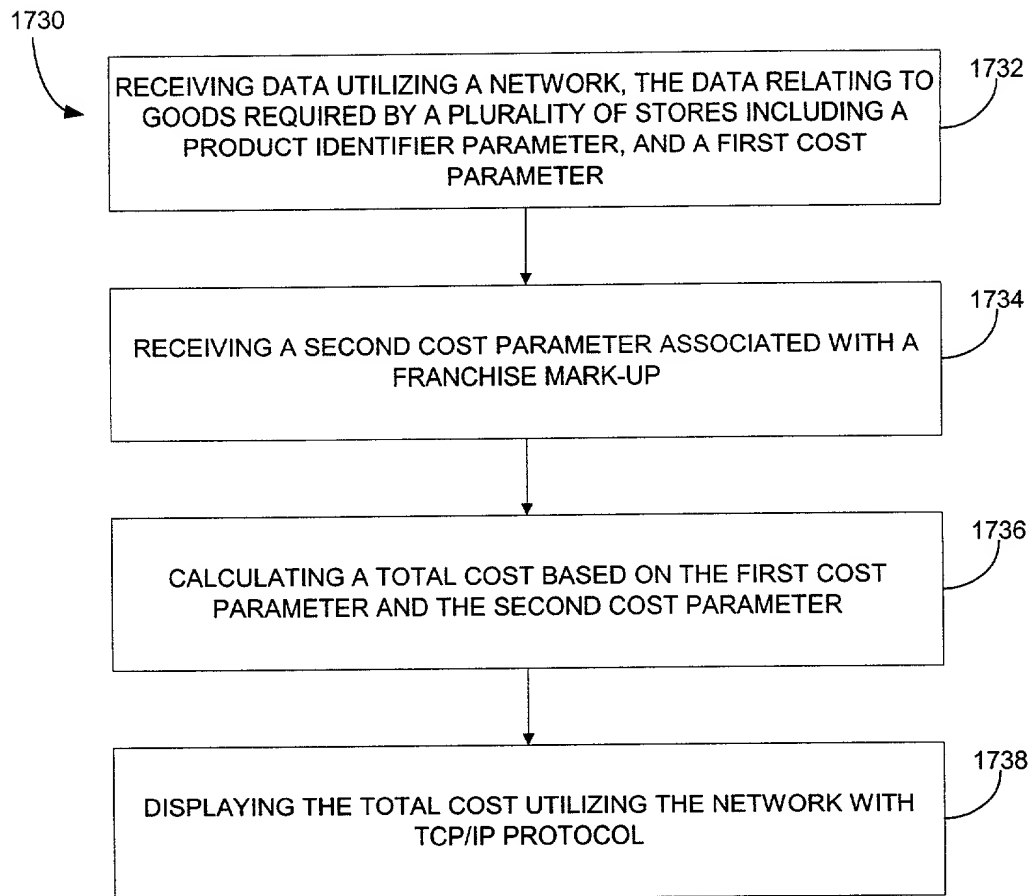 1730
RECEIVING DATA UTILIZING A NETWORK, THE DATA RELATING TO
GOODS REQUIRED BY A PLURALITY OF STORES INCLUDING A
PRODUCT IDENTIFIER PARAMETER, AND A FIRST COST
PARAMETER
1732
RECEIVING A SECOND COST PARAMETER ASSOCIATED WITH A
FRANCHISE MARK-UP
1734
CALCULATING A TOTAL COST BASED ON THE FIRST COST
PARAMETER AND THE SECOND COST PARAMETER
1736
DISPLAYING THE TOTAL COST UTILIZING THE NETWORK WITH
TCP/IP PROTOCOL
1738